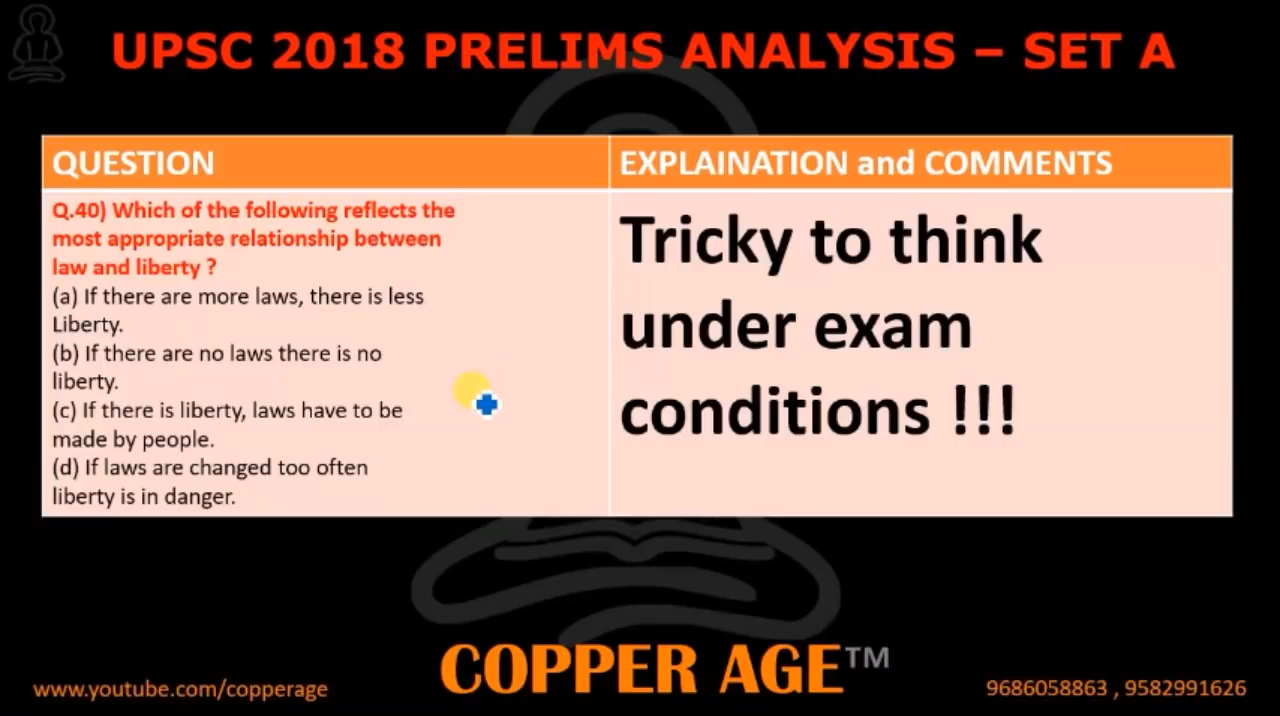 UPSC 2018 PRELIMS ANALYSIS – SET A
QUESTION
Q.40) Which of the following reflects the
most appropriate relationship between
law and liberty ?
(a) If there are more laws, there is less
Liberty.
(b) If there are no laws there is no
liberty.
(c) If there is liberty, laws have to be
made by people.
(d) If laws are changed too often
liberty is in danger.
EXPLAINATION and COMMENTS
Tricky to think
under exam
conditions !!!
COPPER AGE™
www.youtube.com/copperage
9686058863 , 9582991626